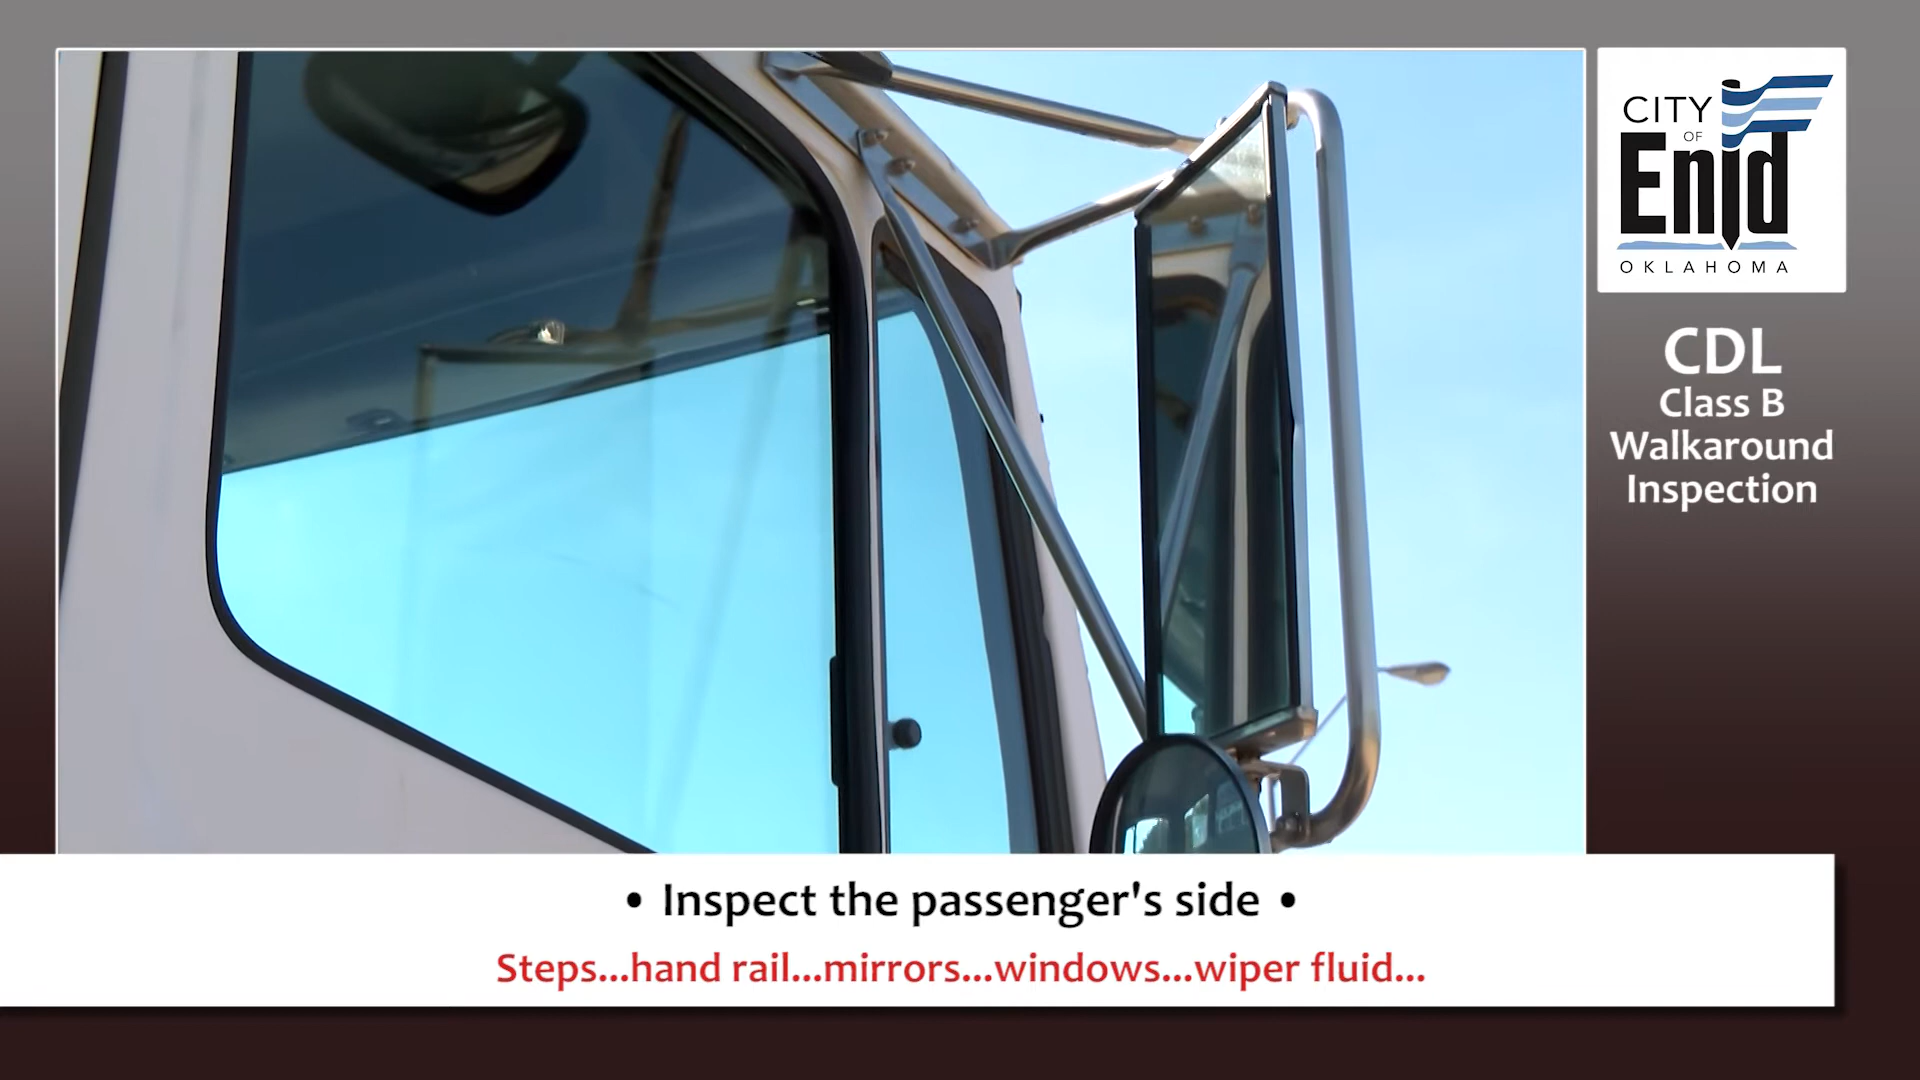 CITY
OF
Enid
OKLAHOMA
CDL
Class B
Walkaround
Inspection
• Inspect the passenger's side •
Steps...hand rail...mirrors...windows...wiper fluid...